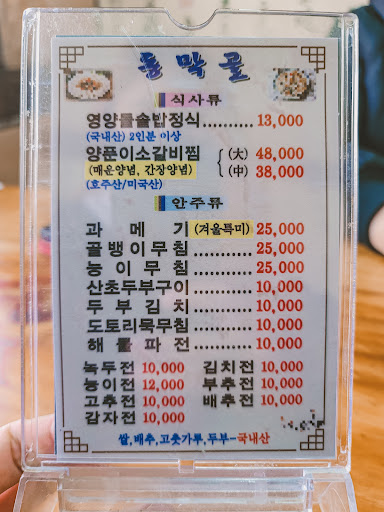 들막골
식사류
영양돌솥밥정식.......... 13,000
(국내산) 2인분 이상
양푼이소갈비찜 (大) 48,000
(매운양념, 간장양념) (中) 38,000
(호주산/미국산)
안주류
과 메 기 (겨울특미) 25,000
골뱅이무침............ 25,000
능 이 무 침............ 25,000
산초두부구이............ 10,000
두 부 김 치............ 10,000
도토리묵무침............ 10,000
해 물 파 전............ 10,000
녹두전 10,000 김치전 10,000
능이전 12,000 부추전 10,000
고추전 10,000 배추전 10,000
감자전 10,000
쌀,배추,고춧가루,두부-국내산